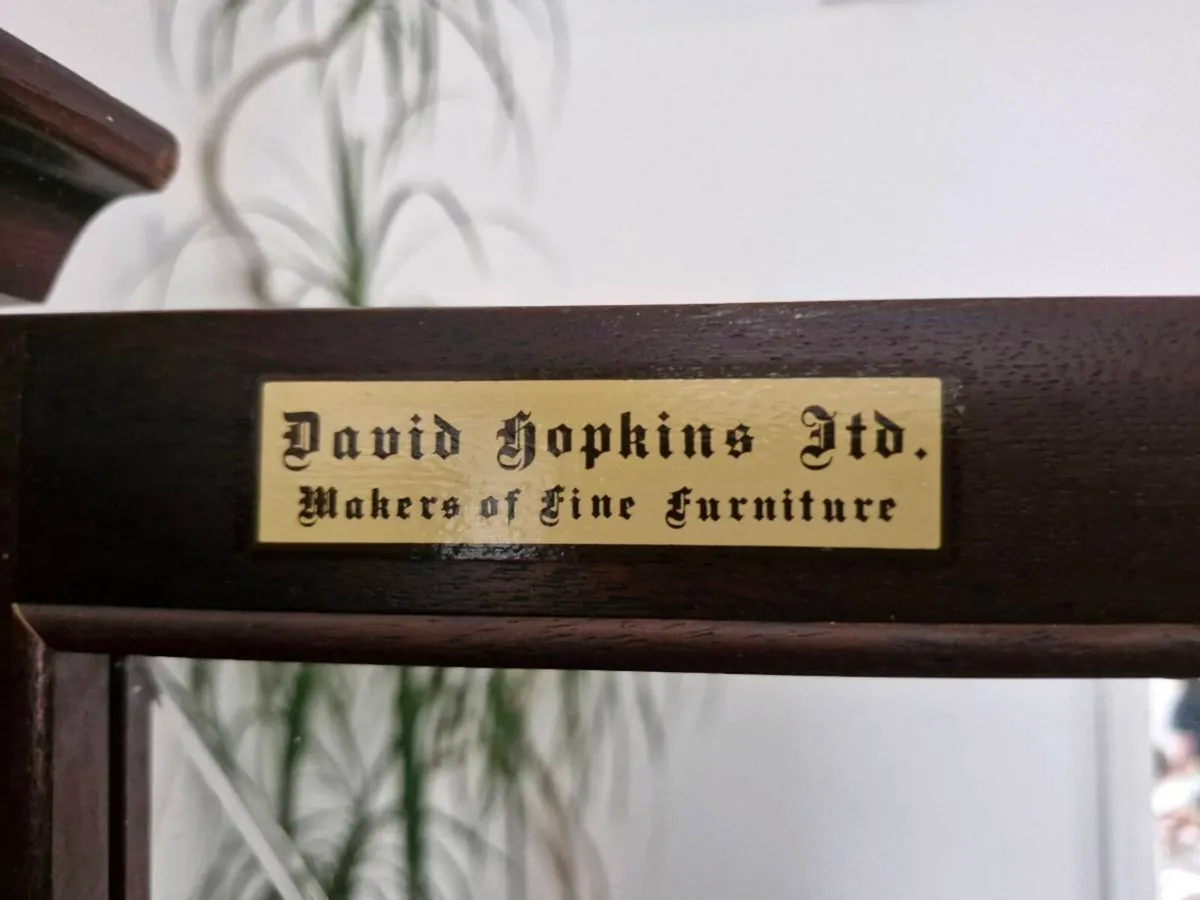 David Hopkins Ltd.
Makers of Fine Furniture